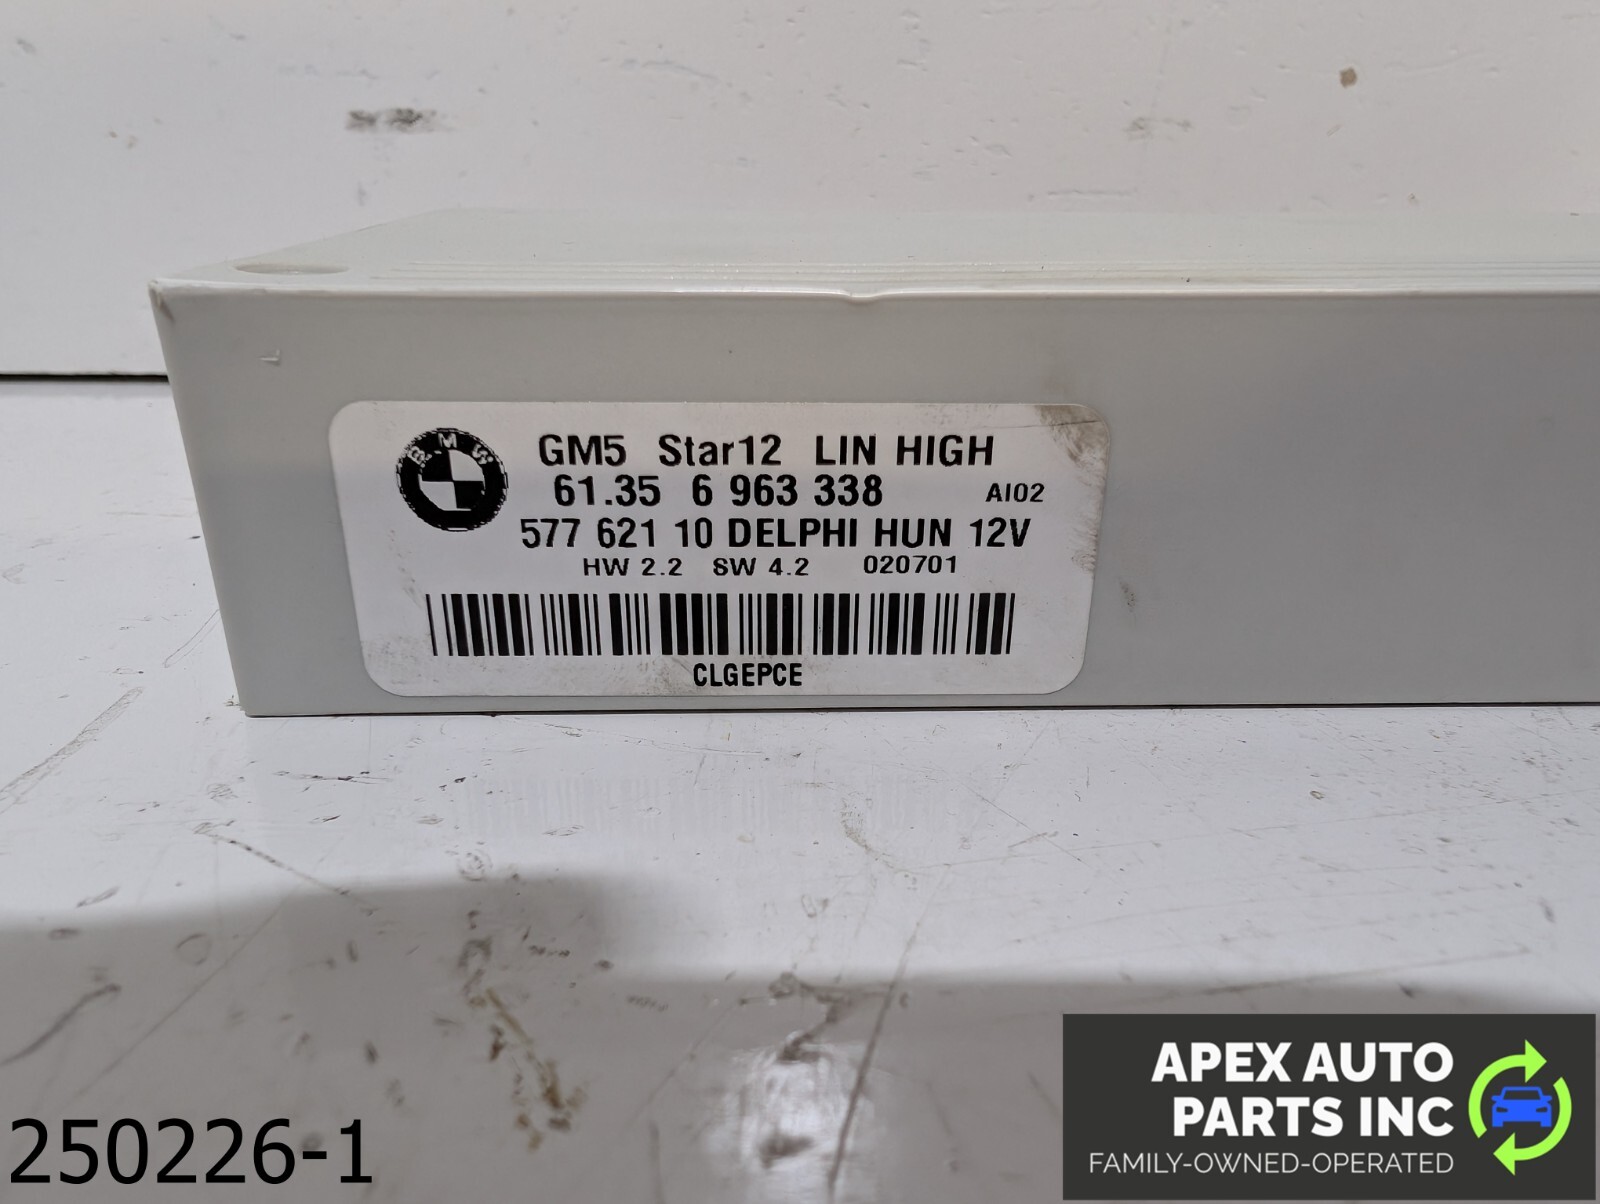 BMW
GM5 Star12 LIN HIGH
61.35 6 963 338 AI02
577 621 10 DELPHI HUN 12V
HW 2.2 SW 4.2 020701
CLGEPCE
250226-1
APEX AUTO
PARTS INC
FAMILY-OWNED-OPERATED